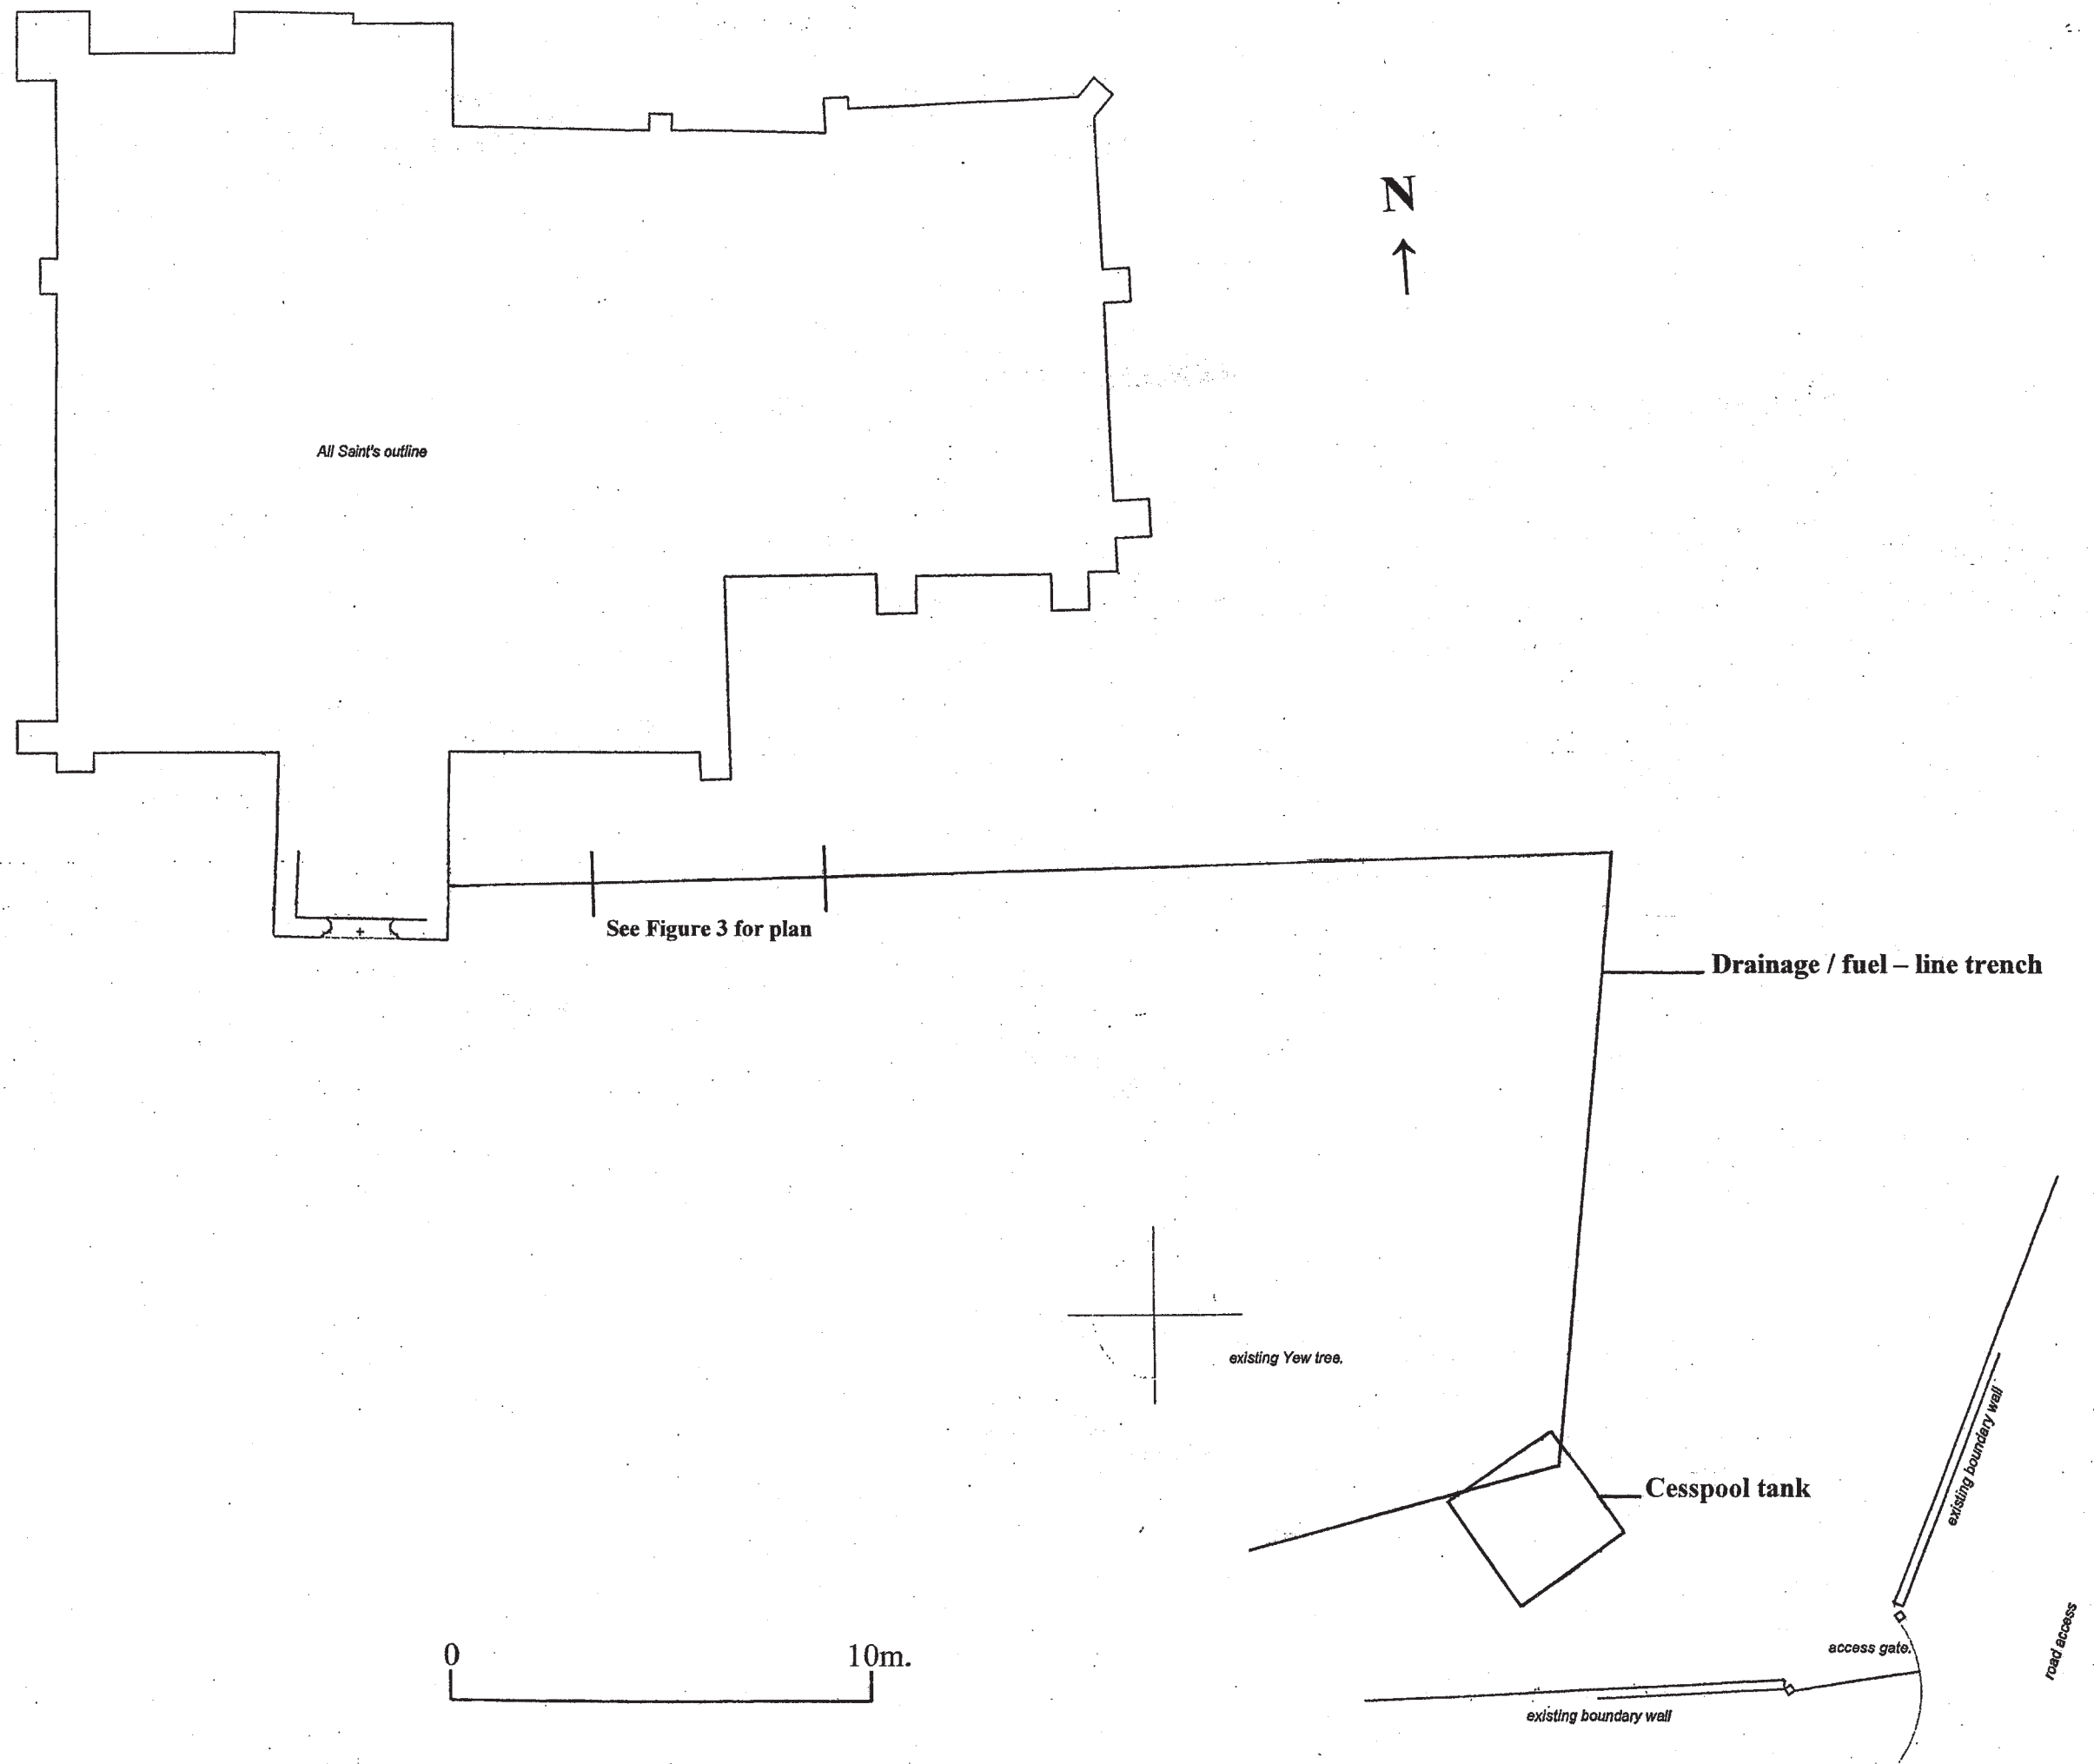 N
All Saint's outline
See Figure 3 for plan
Drainage / fuel – line trench
existing Yew tree.
existing boundary wall
Cesspool tank
road access
access gate.
0 10m.
existing boundary wall